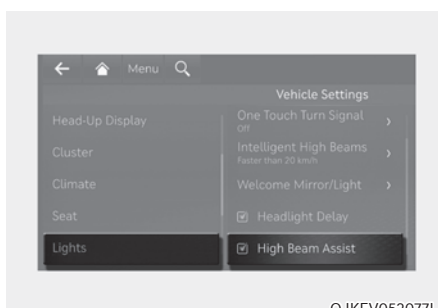 Menu
Vehicle Settings
Head-Up Display
Cluster
Climate
Seat
Lights
One Touch Turn Signal
Off
Intelligent High Beams
Faster than 20 km/h
Welcome Mirror/Light
Headlight Delay
High Beam Assist